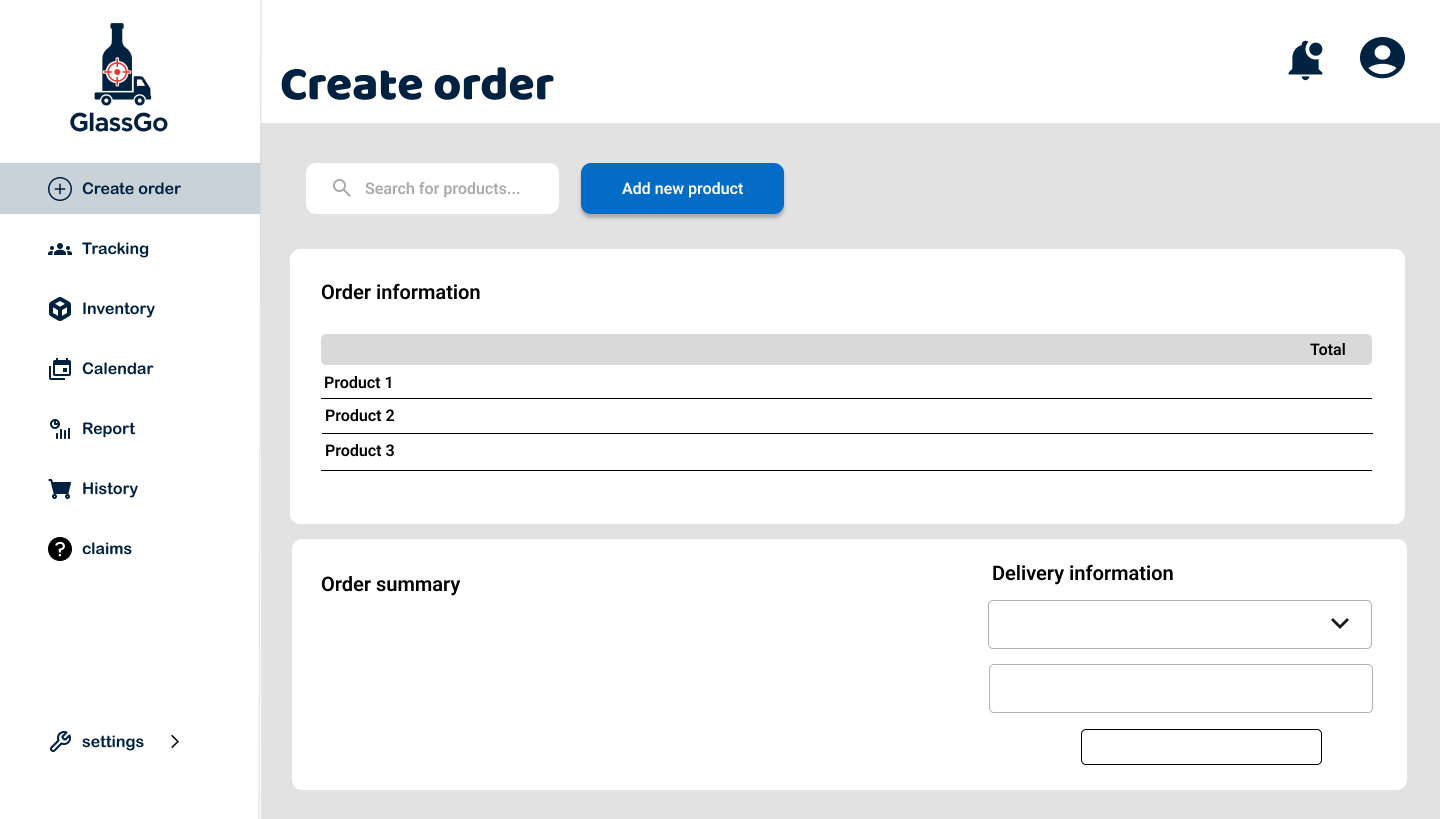 GlassGo
Create order
Create order
Tracking
Inventory
Calendar
Report
History
claims
settings
Search for products...
Add new product
Order information
Total
Product 1
Product 2
Product 3
Order summary
Delivery information